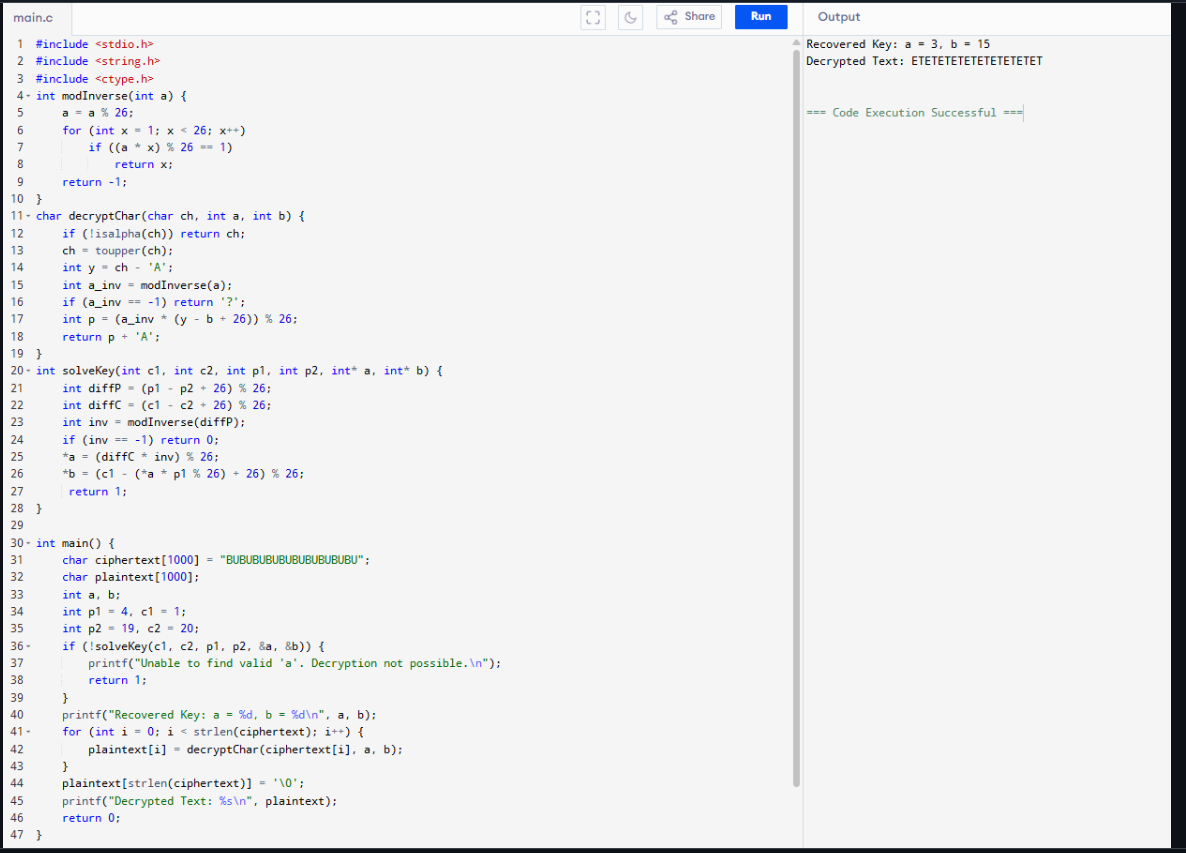 main.c
Share
Run
Output
1 #include <stdio.h>
2 #include <string.h>
3 #include <ctype.h>
4 int modInverse(int a) {
5     a = a % 26;
6     for (int x = 1; x < 26; x++)
7         if ((a * x) % 26 == 1)
8             return x;
9     return -1;
10 }
11 char decryptChar(char ch, int a, int b) {
12     if (!isalpha(ch)) return ch;
13     ch = toupper(ch);
14     int y = ch - 'A';
15     int a_inv = modInverse(a);
16     if (a_inv == -1) return '?';
17     int p = (a_inv * (y - b + 26)) % 26;
18     return p + 'A';
19 }
20 int solveKey(int c1, int c2, int p1, int p2, int* a, int* b) {
21     int diffP = (p1 - p2 + 26) % 26;
22     int diffC = (c1 - c2 + 26) % 26;
23     int inv = modInverse(diffP);
24     if (inv == -1) return 0;
25     *a = (diffC * inv) % 26;
26     *b = (c1 - (*a * p1 % 26) + 26) % 26;
27      return 1;
28 }
29
30 int main() {
31     char ciphertext[1000] = "BUBUBUBUBUBUBUBUBUBU";
32     char plaintext[1000];
33     int a, b;
34     int p1 = 4, c1 = 1;
35     int p2 = 19, c2 = 20;
36     if (!solveKey(c1, c2, p1, p2, &a, &b)) {
37         printf("Unable to find valid 'a'. Decryption not possible.\n");
38         return 1;
39     }
40     printf("Recovered Key: a = %d, b = %d\n", a, b);
41     for (int i = 0; i < strlen(ciphertext); i++) {
42         plaintext[i] = decryptChar(ciphertext[i], a, b);
43     }
44     plaintext[strlen(ciphertext)] = '\0';
45     printf("Decrypted Text: %s\n", plaintext);
46     return 0;
47 }
Recovered Key: a = 3, b = 15
Decrypted Text: ETETETETETETETETETET
=== Code Execution Successful ===